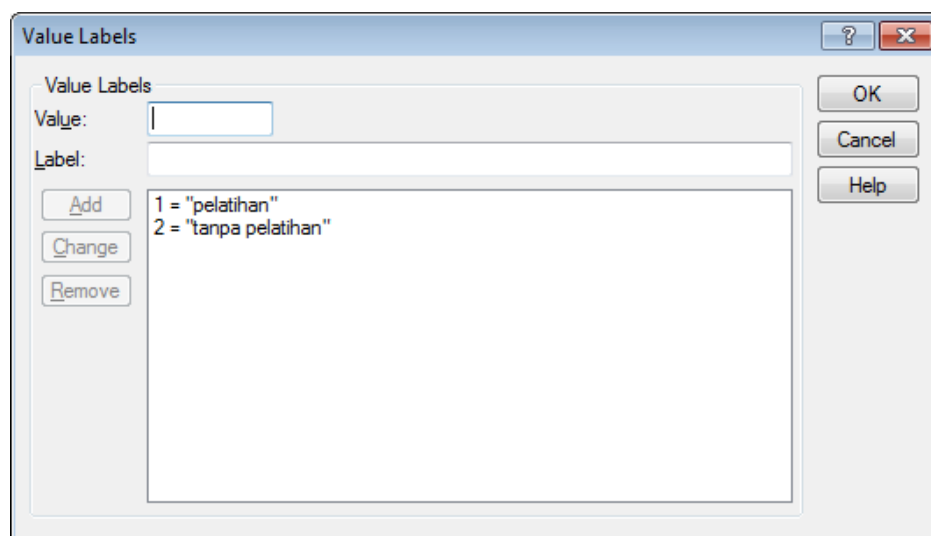 Value Labels
Value Labels
Value:
Label:
Add
Change
Remove
1 = "pelatihan"
2 = "tanpa pelatihan"
?
OK
Cancel
Help